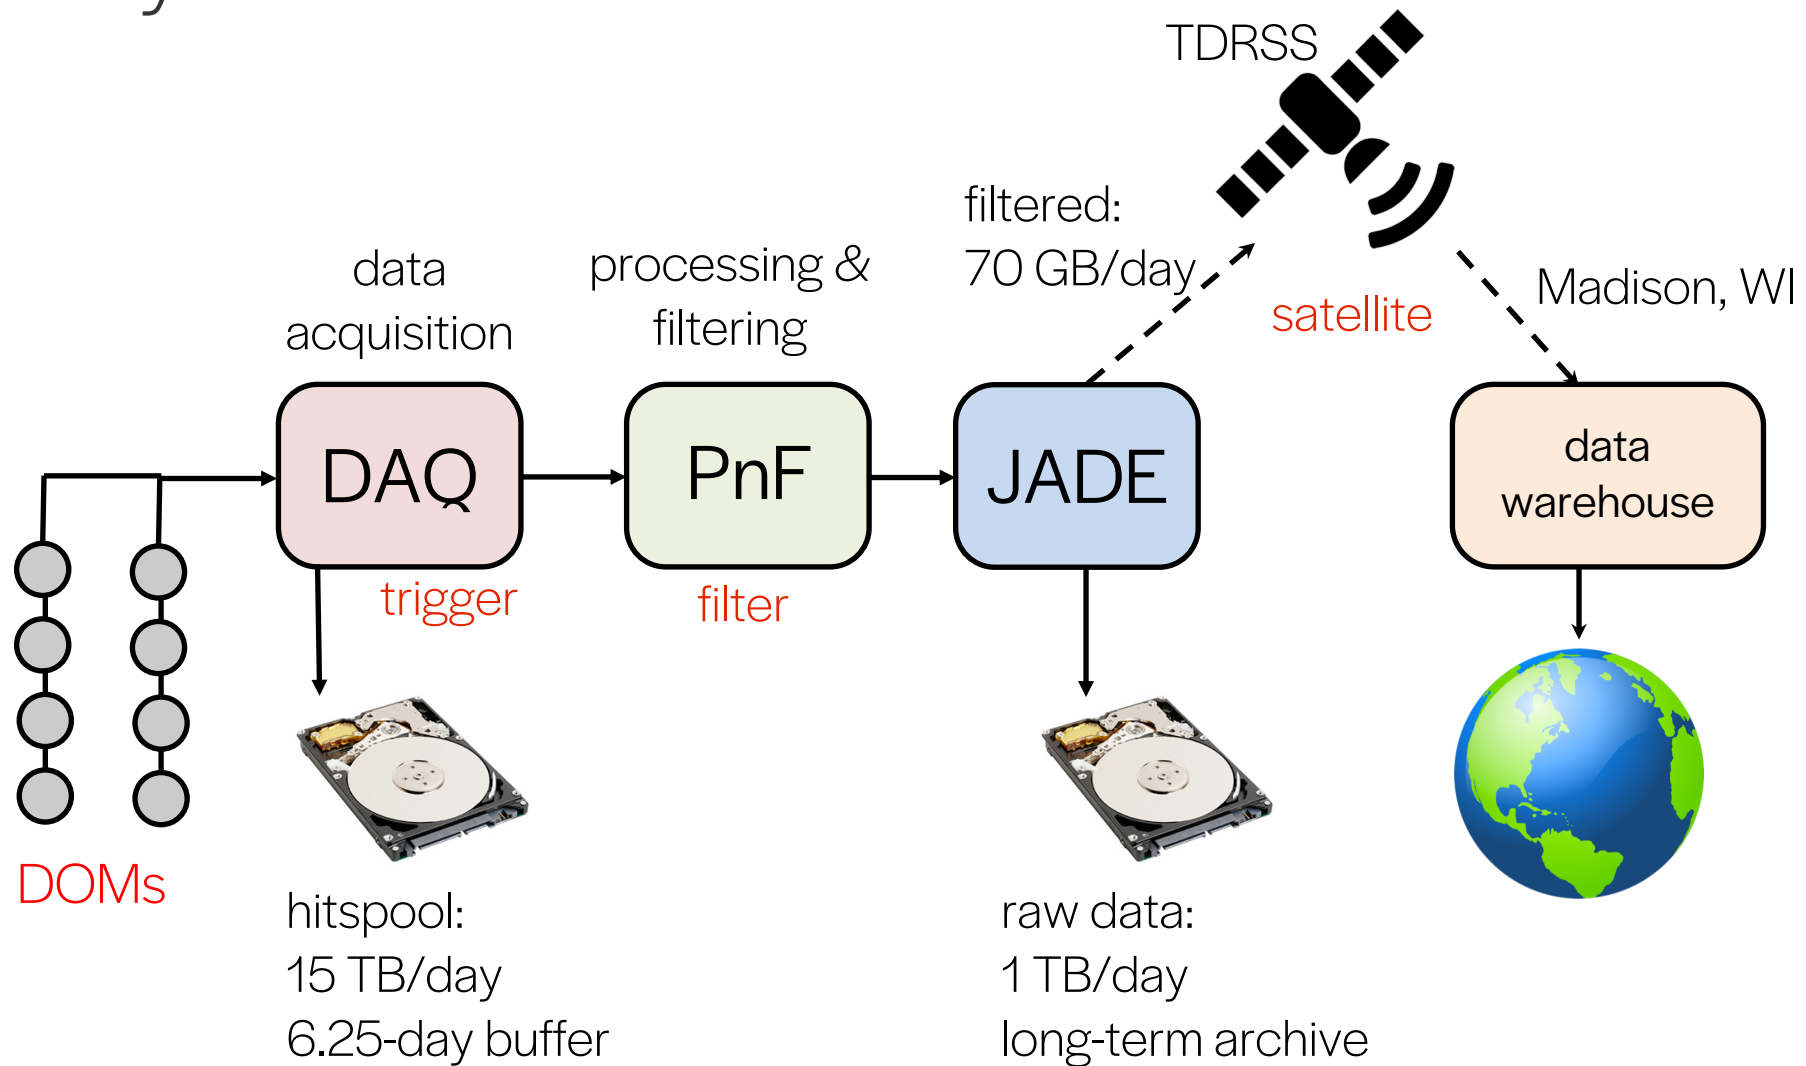 TDRSS
filtered:
70 GB/day
data
acquisition
processing &
filtering
satellite
Madison, WI
DAQ
PnF
JADE
data
warehouse
trigger
filter
DOMs
hitspool:
15 TB/day
6.25-day buffer
raw data:
1 TB/day
long-term archive